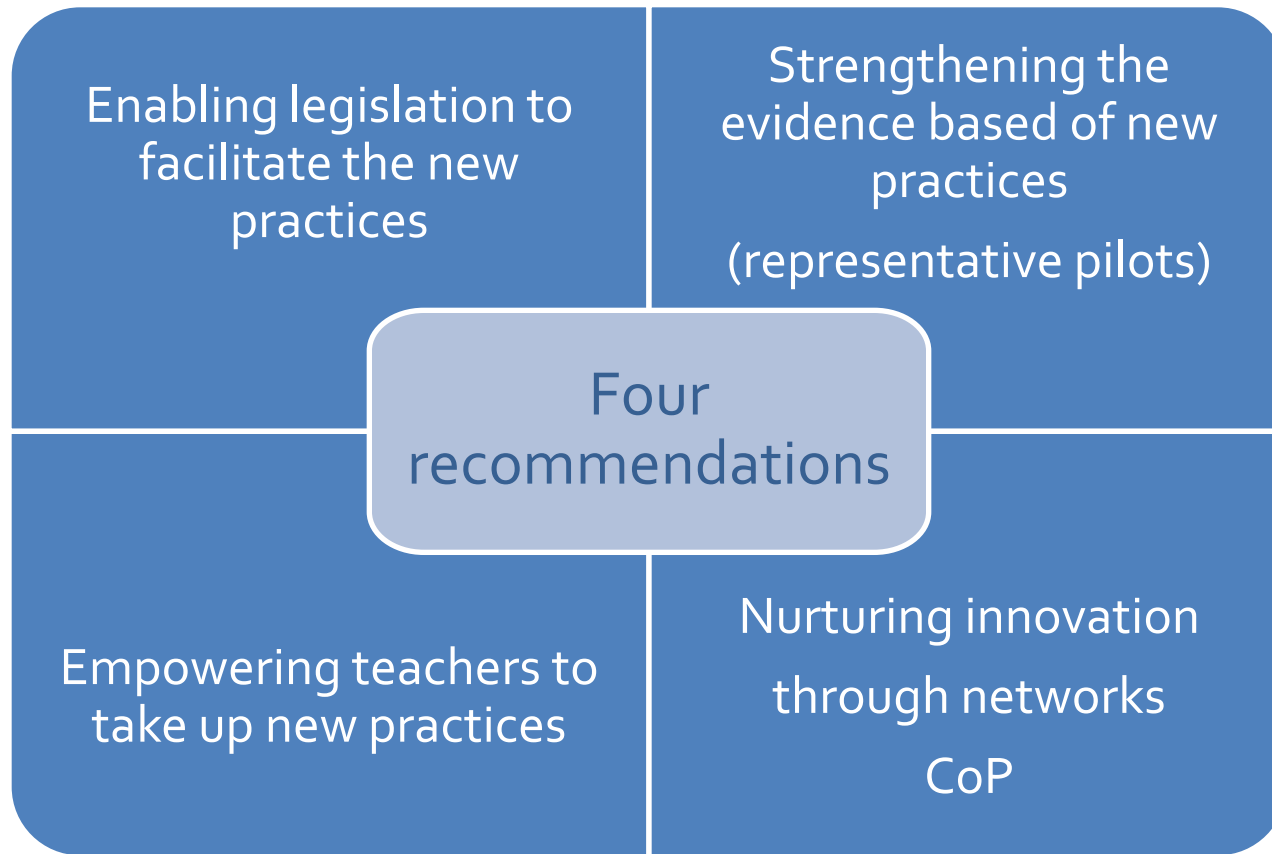 Enabling legislation to
facilitate the new
practices
Strengthening the
evidence based of new
practices
(representative pilots)
Four
recommendations
Empowering teachers to
take up new practices
Nurturing innovation
through networks
CoP